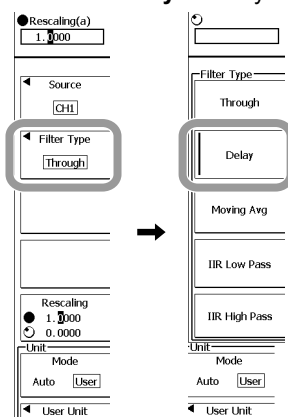 Rescaling(a)
1.0000
Source
CH1
Filter Type
Through
Rescaling
1.0000
0.0000
Unit
Mode
Auto User
User Unit
Filter Type
Through
Delay
Moving Avg
IIR Low Pass
IIR High Pass
Unit
Mode
Auto User
User Unit